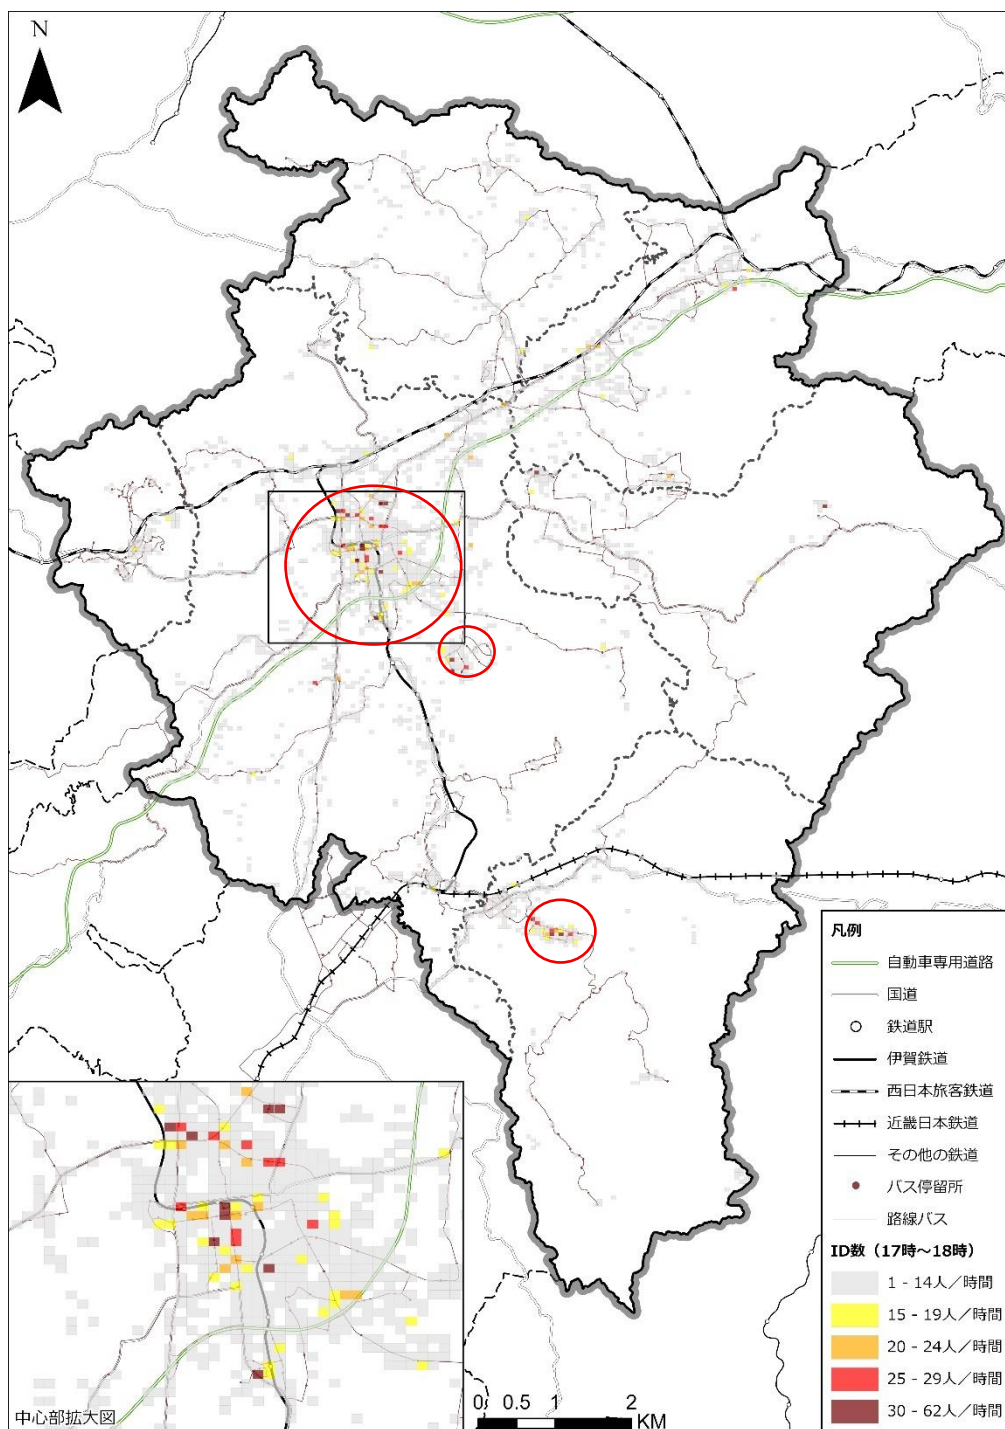 N
凡例
自動車専用道路
国道
鉄道駅
伊賀鉄道
西日本旅客鉄道
近畿日本鉄道
その他の鉄道
バス停留所
路線バス
ID数（17時～18時）
1 - 14人／時間
15 - 19人／時間
20 - 24人／時間
25 - 29人／時間
30 - 62人／時間
中心部拡大図
0 0.5 1 2
KM